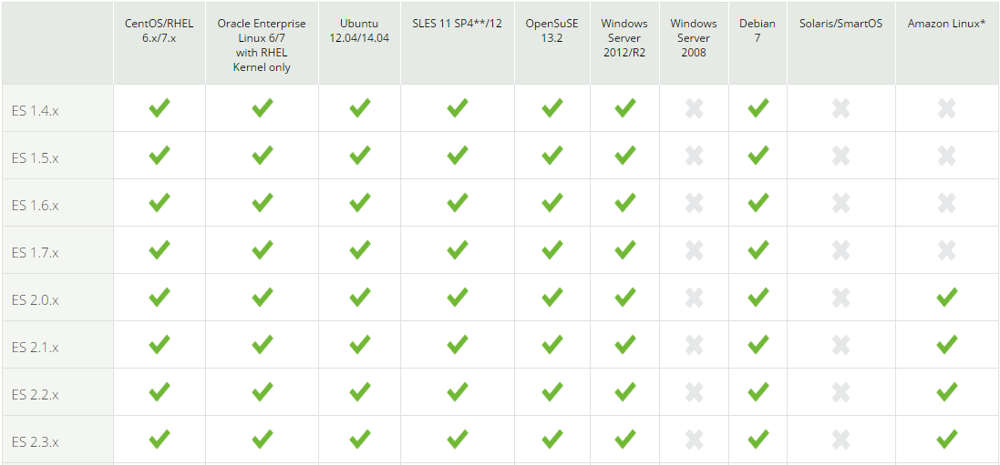 CentOS/RHEL
6.x/7.x
Oracle Enterprise
Linux 6/7
with RHEL
Kernel only
Ubuntu
12.04/14.04
SLES 11 SP4**/12
OpenSuSE
13.2
Windows
Server
2012/R2
Windows
Server
2008
Debian
7
Solaris/SmartOS
Amazon Linux*
ES 1.4.x
ES 1.5.x
ES 1.6.x
ES 1.7.x
ES 2.0.x
ES 2.1.x
ES 2.2.x
ES 2.3.x